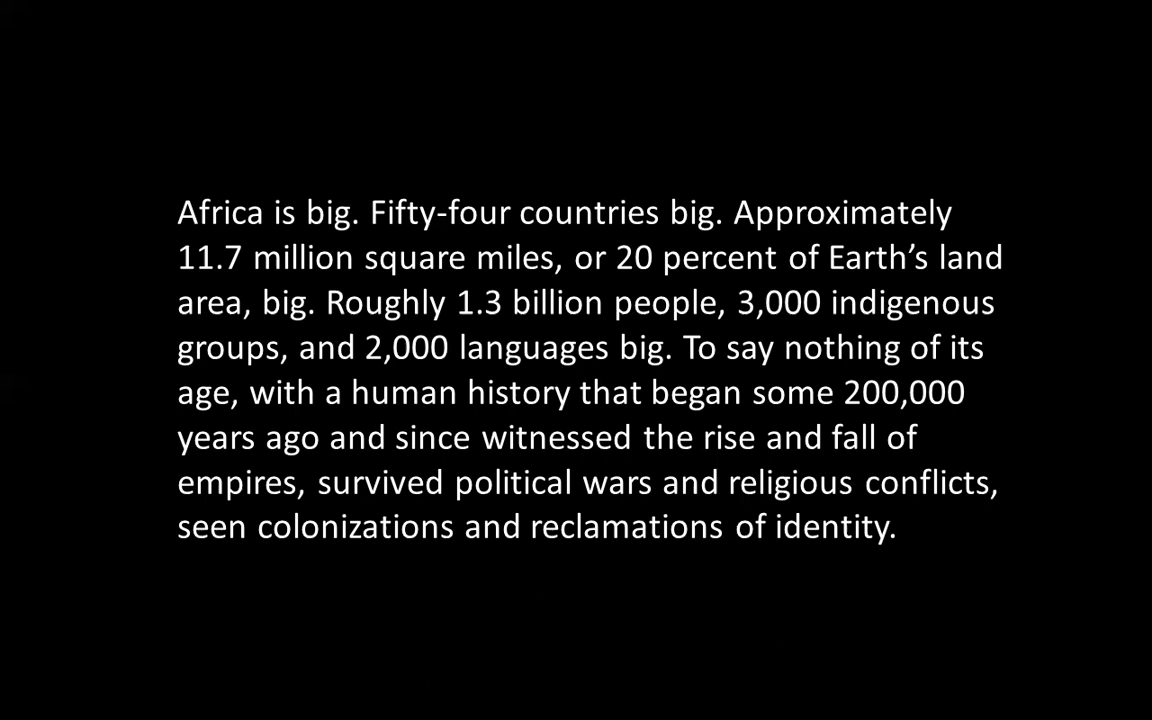 Africa is big. Fifty-four countries big. Approximately
11.7 million square miles, or 20 percent of Earth’s land
area, big. Roughly 1.3 billion people, 3,000 indigenous
groups, and 2,000 languages big. To say nothing of its
age, with a human history that began some 200,000
years ago and since witnessed the rise and fall of
empires, survived political wars and religious conflicts,
seen colonizations and reclamations of identity.